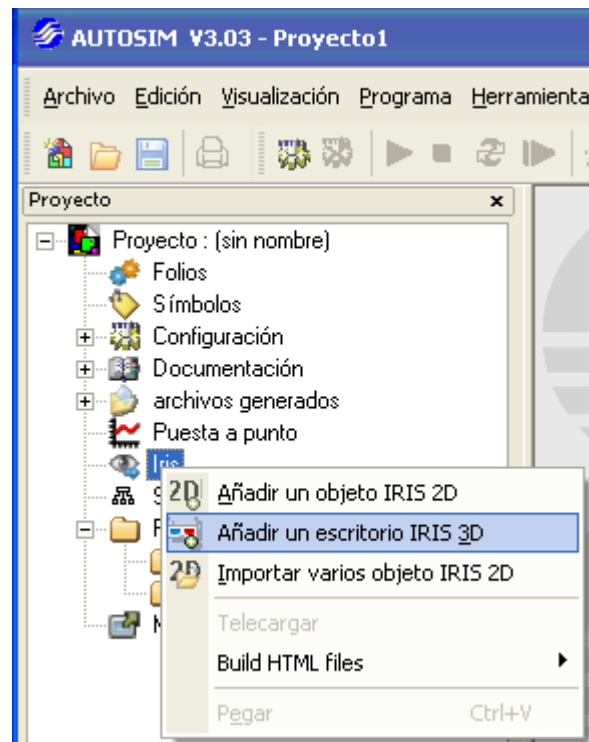 AUTOSIM V3.03 - Proyecto1
Archivo Edición Visualización Programa Herramienta
Proyecto x
Proyecto : (sin nombre)
Folios
Símbolos
Configuración
Documentación
archivos generados
Puesta a punto
Iris
2D Añadir un objeto IRIS 2D
Añadir un escritorio IRIS 3D
2D Importar varios objeto IRIS 2D
Telecargar
Build HTML files
Pegar Ctrl+V